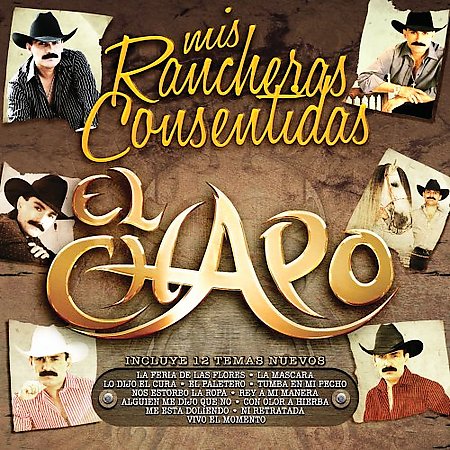 mis
Rancheras
Consentidas
EL
CHAPO
INCLUYE 12 TEMAS NUEVOS
LA FERIA DE LAS FLORES • LA MASCARA
LO DIJO EL CURA • EL PALETERO • TUMBA EN MI PECHO
NOS ESTORBO LA ROPA • REY A MI MANERA
ALGUIEN ME DIJO QUE NO • CON OLOR A HIERBA
ME ESTA DOLIENDO • NI RETRATADA
VIVO EL MOMENTO